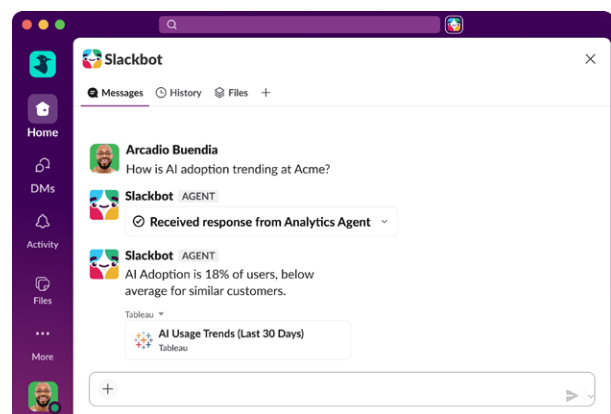 Slackbot
Messages
History
Files
Home
DMs
Activity
Files
More
Arcadio Buendia
How is AI adoption trending at Acme?
Slackbot AGENT
Received response from Analytics Agent
Slackbot AGENT
AI Adoption is 18% of users, below
average for similar customers.
Tableau
AI Usage Trends (Last 30 Days)
Tableau